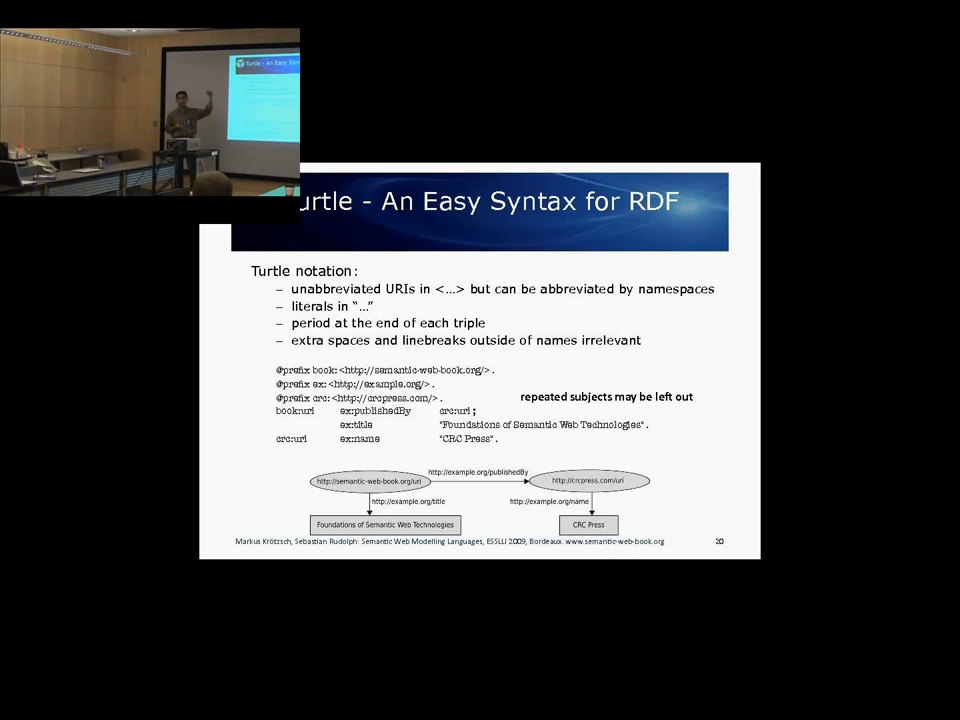 Turtle - An Easy Syn
urtle - An Easy Syntax for RDF
Turtle notation:
– unabbreviated URIs in <...> but can be abbreviated by namespaces
– literals in “...”
– period at the end of each triple
– extra spaces and linebreaks outside of names irrelevant
@prefix book:<http://semantic-web-book.org/>.
@prefix ex:<http://example.org/>.
@prefix crc:<http://crcpress.com/>.
repeated subjects may be left out
book:uri ex:publishedBy crc:uri;
ex:title "Foundations of Semantic Web Technologies".
crc:uri ex:name "CRC Press".
http://example.org/publishedBy
http://semantic-web-book.org/uri http://crcpress.com/uri
http://example.org/title http://example.org/name
Foundations of Semantic Web Technologies CRC Press
Markus Krötzsch, Sebastian Rudolph: Semantic Web Modelling Languages, ESSLLI 2009, Bordeaux. www.semantic-web-book.org 20